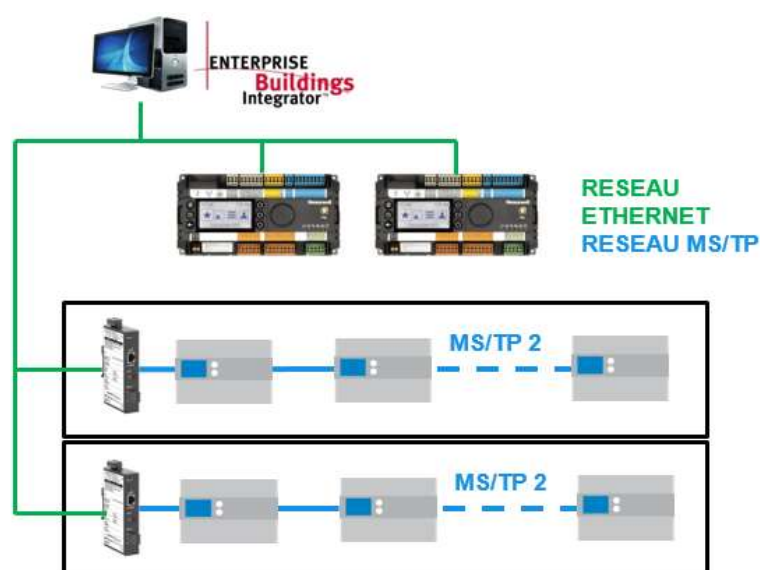 ENTERPRISE
Buildings
Integrator™
RESEAU
ETHERNET
RESEAU MS/TP
MS/TP 2
MS/TP 2